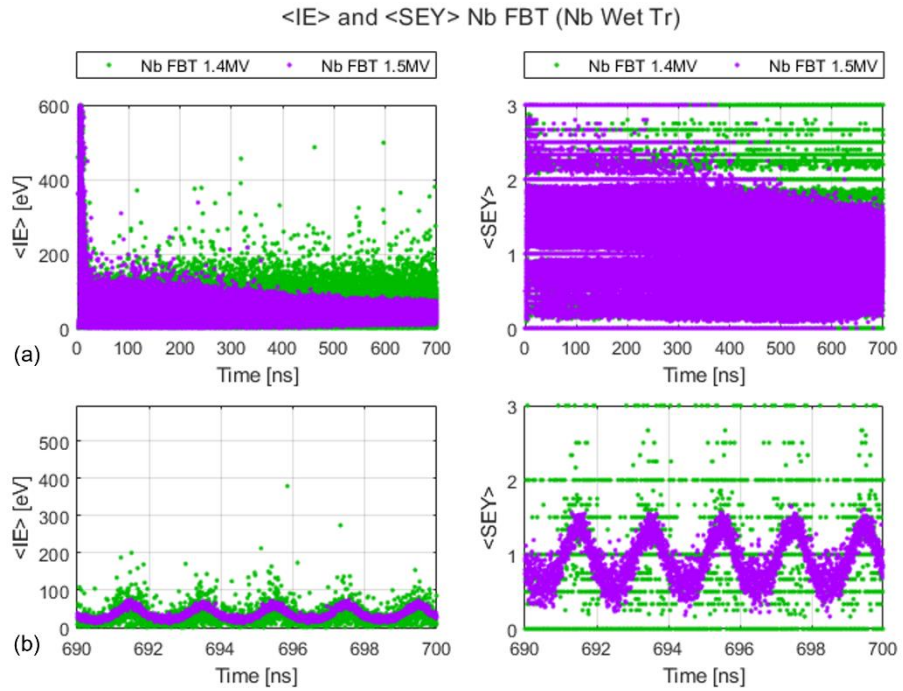 <IE> and <SEY> Nb FBT (Nb Wet Tr)
Nb FBT 1.4MV Nb FBT 1.5MV
<IE> [eV]
600
400
200
0
0 100 200 300 400 500 600 700
Time [ns]
(a)
Nb FBT 1.4MV Nb FBT 1.5MV
<SEY>
3
2
1
0
0 100 200 300 400 500 600 700
Time [ns]
<IE> [eV]
500
400
300
200
100
0
690 692 694 696 698 700
Time [ns]
(b)
<SEY>
3
2
1
0
690 692 694 696 698 700
Time [ns]